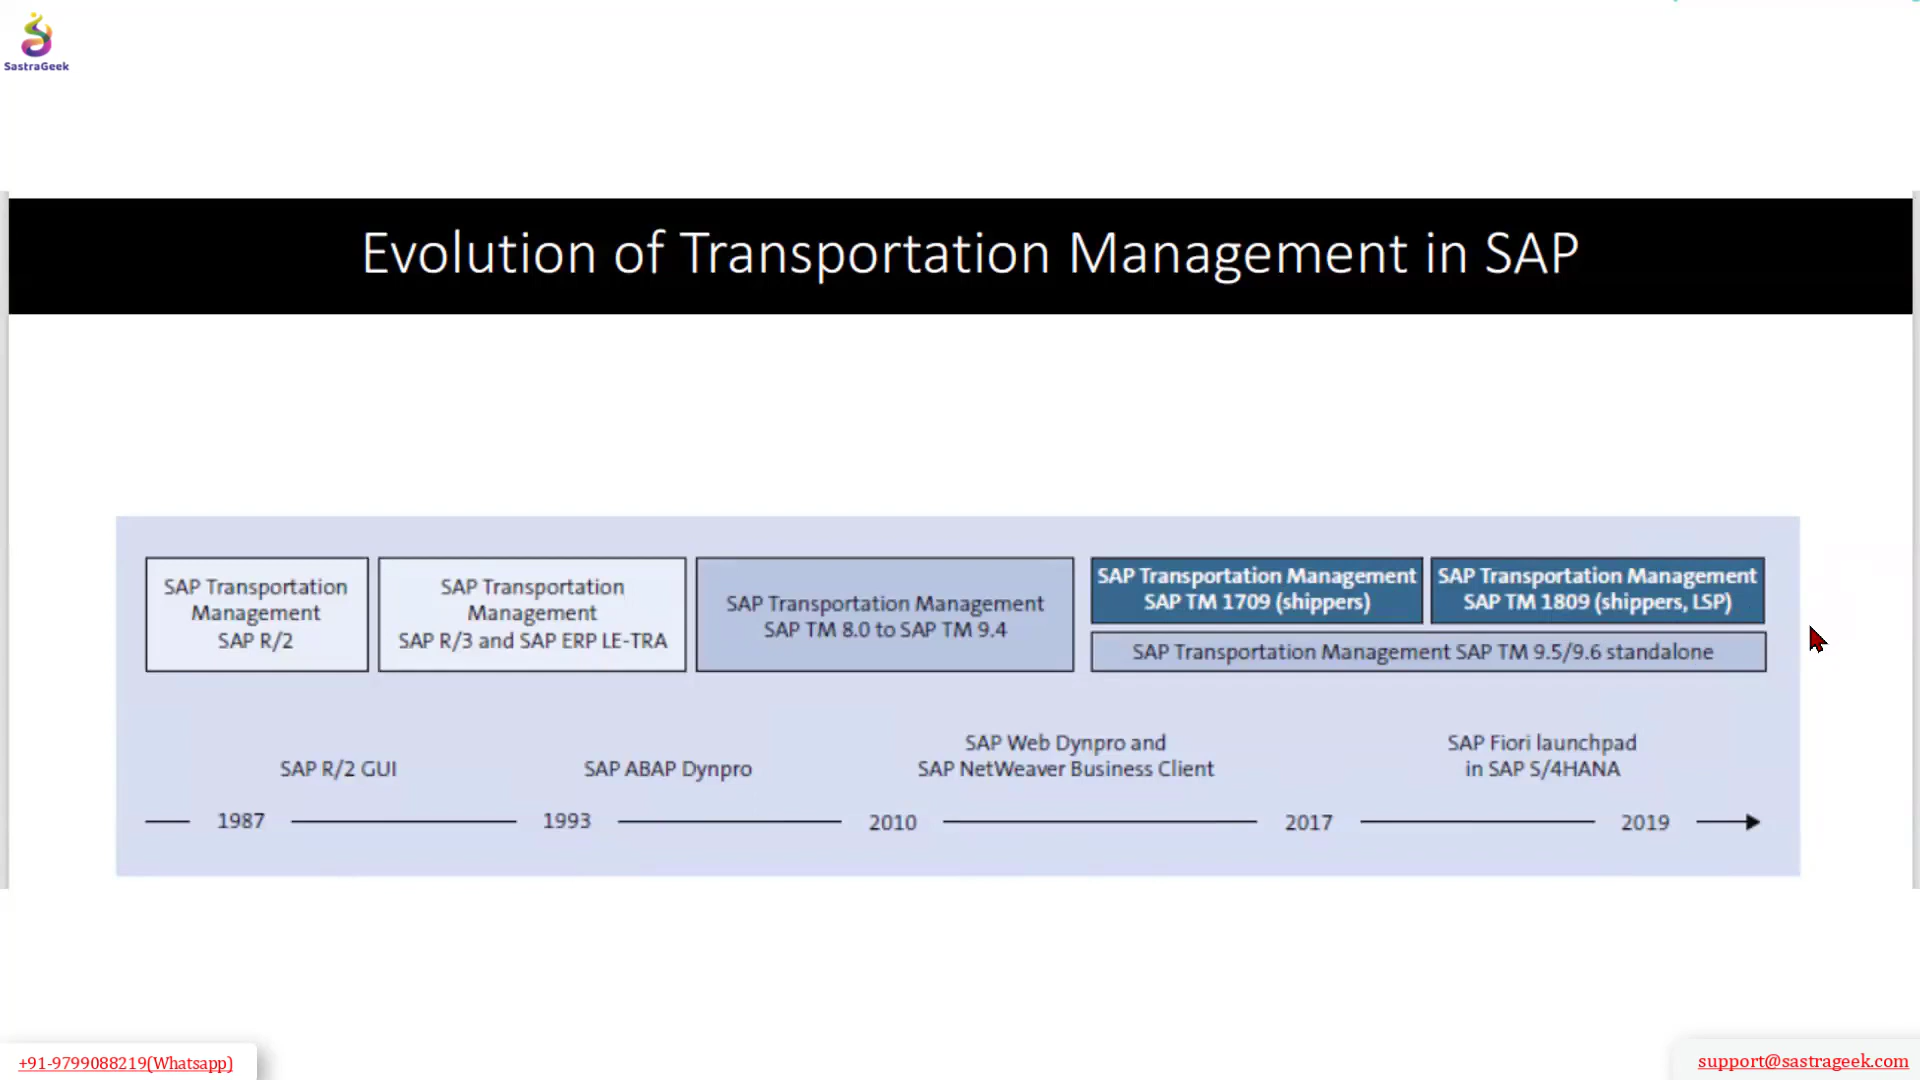 SastraGeek
Evolution of Transportation Management in SAP
SAP Transportation
Management
SAP R/2
SAP Transportation
Management
SAP R/3 and SAP ERP LE-TRA
SAP Transportation Management
SAP TM 8.0 to SAP TM 9.4
SAP Transportation Management
SAP TM 1709 (shippers)
SAP Transportation Management
SAP TM 1809 (shippers, LSP)
SAP Transportation Management SAP TM 9.5/9.6 standalone
SAP R/2 GUI
SAP ABAP Dynpro
SAP Web Dynpro and
SAP NetWeaver Business Client
SAP Fiori launchpad
in SAP S/4HANA
1987
1993
2010
2017
2019
+91-9799088219(Whatsapp)
support@sastrageek.com